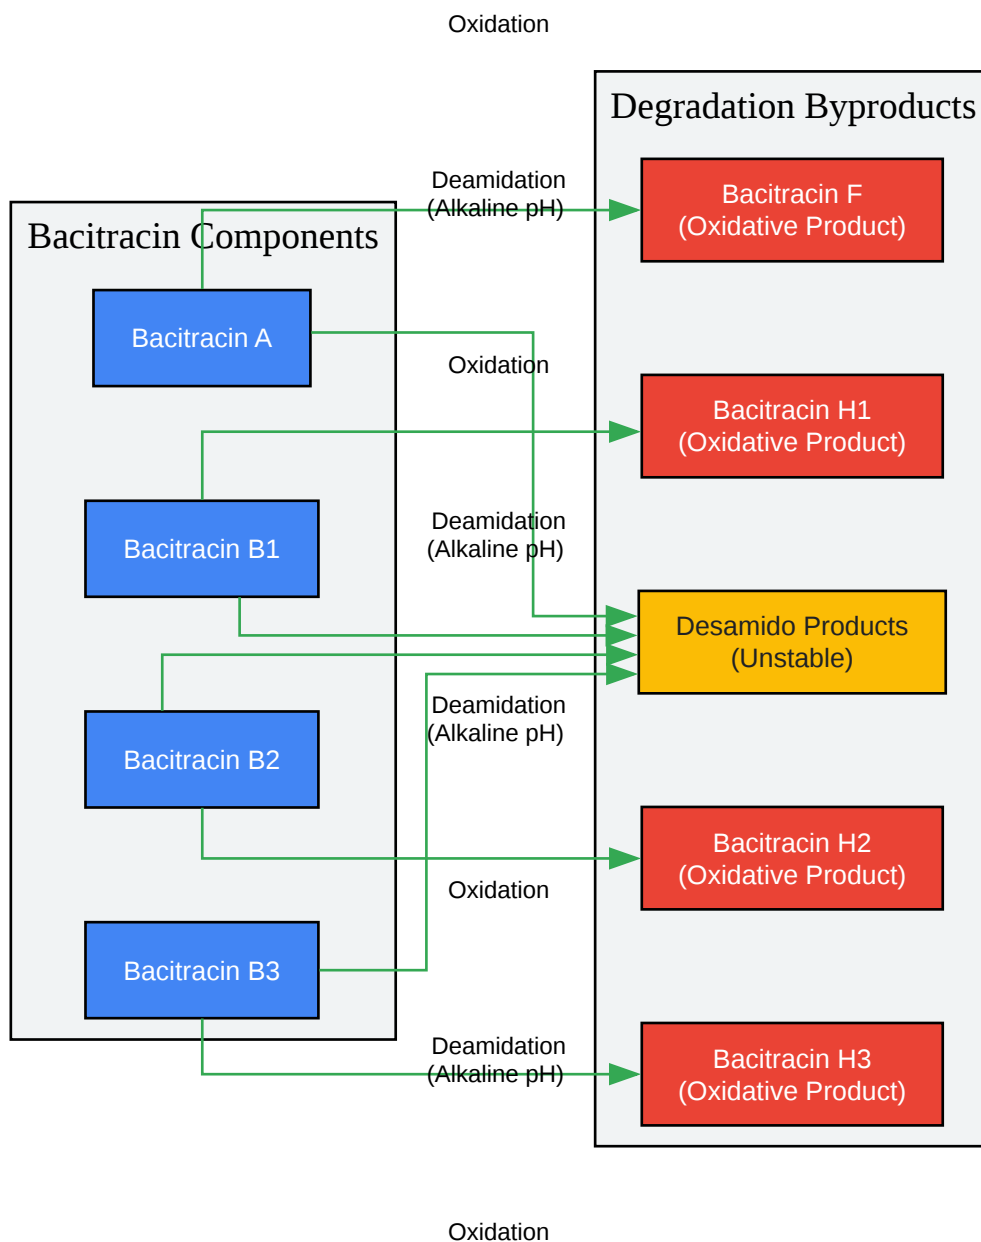 Oxidation
Degradation Byproducts
Deamidation
(Alkaline pH)
Bacitracin F
(Oxidative Product)
Bacitracin Components
Bacitracin A
Oxidation
Bacitracin H1
(Oxidative Product)
Deamidation
(Alkaline pH)
Bacitracin B1
Desamido Products
(Unstable)
Deamidation
(Alkaline pH)
Bacitracin B2
Bacitracin H2
(Oxidative Product)
Oxidation
Bacitracin B3
Deamidation
(Alkaline pH)
Bacitracin H3
(Oxidative Product)
Oxidation